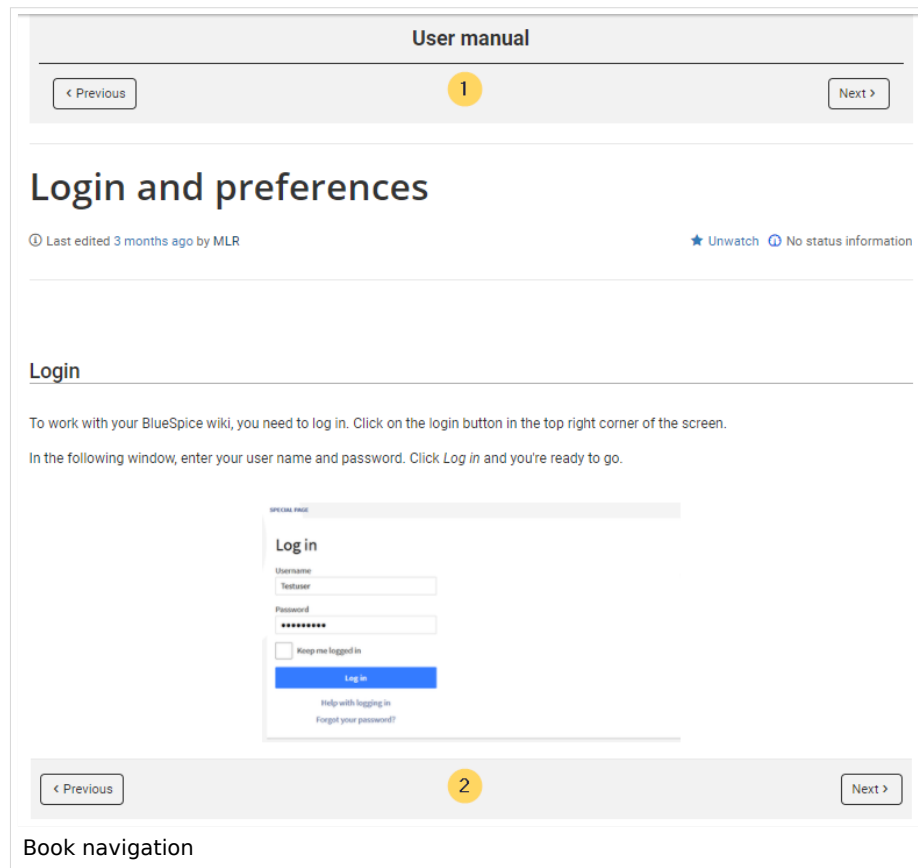 User manual
< Previous
1
Next >
Login and preferences
Last edited 3 months ago by MLR
Unwatch No status information
Login
To work with your BlueSpice wiki, you need to log in. Click on the login button in the top right corner of the screen.
In the following window, enter your user name and password. Click Log in and you're ready to go.
SPECIAL PAGE
Log in
Username
Testuser
Password
•••••••••
Keep me logged in
Log in
Help with logging in
Forgot your password?
< Previous
2
Next >
Book navigation